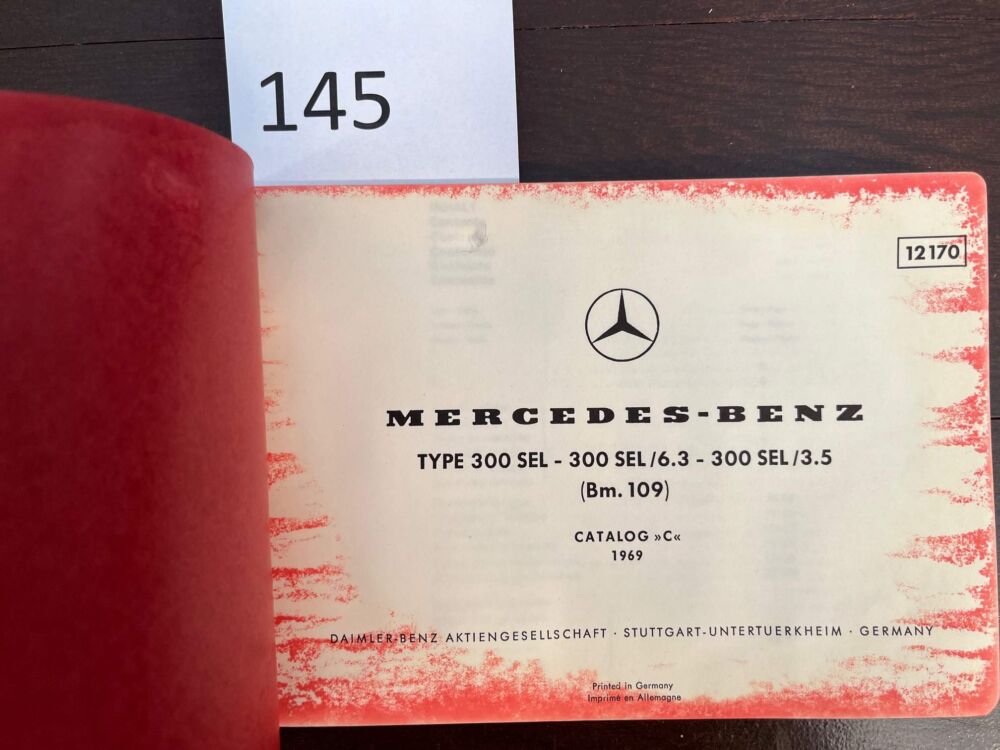 145
12170
MERCEDES-BENZ
TYPE 300 SEL - 300 SEL/6.3 - 300 SEL/3.5
(Bm. 109)
CATALOG »C«
1969
DAIMLER-BENZ AKTIENGESELLSCHAFT · STUTTGART-UNTERTUERKHEIM · GERMANY
Printed in Germany
Imprimé en Allemagne